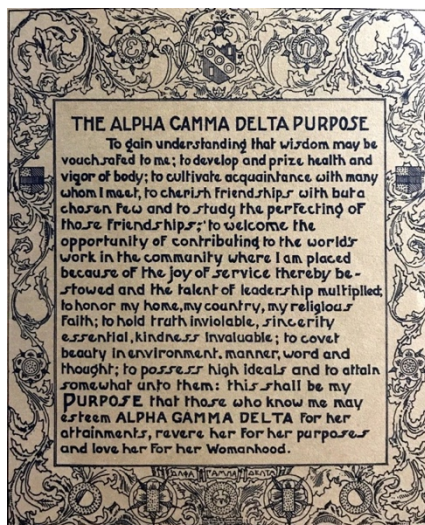 THE ALPHA GAMMA DELTA PURPOSE
To gain understanding that wisdom may be
vouchsafed to me; to develop and prize health and
vigor of body; to cultivate acquaintance with many
whom I meet, to cherish friendships with but a
chosen few and to study the perfecting of
those friendships; to welcome the
opportunity of contributing to the world's
work in the community where I am placed
because of the joy of service thereby be-
stowed and the talent of leadership multiplied;
to honor my home, my country, my religious
faith; to hold truth inviolable, sincerity
essential, kindness invaluable; to covet
beauty in environment, manner, word and
thought; to possess high ideals and to attain
somewhat unto them: this shall be my
PURPOSE that those who know me may
esteem ALPHA GAMMA DELTA for her
attainments, revere her for her purposes
and love her for her Womanhood.
ΑΛΦΑ ΓΑΜΜΑ ΔΕΛΤΑ